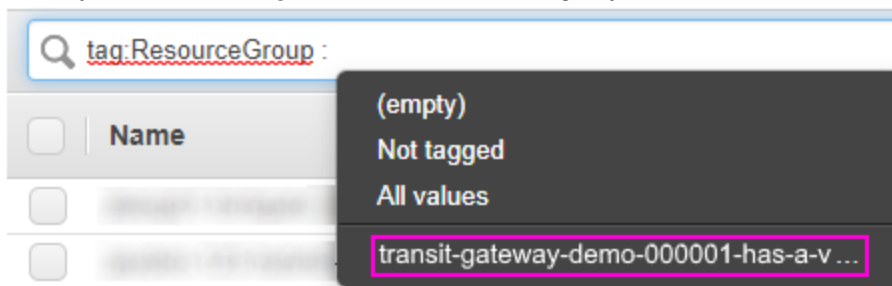 tag:ResourceGroup :
(empty)
Name
Not tagged
All values
transit-gateway-demo-000001-has-a-v ...